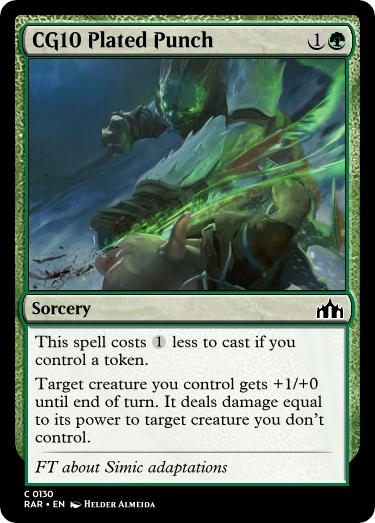 CG10 Plated Punch 1
Sorcery
This spell costs 1 less to cast if you
control a token.
Target creature you control gets +1/+0
until end of turn. It deals damage equal
to its power to target creature you don't
control.
FT about Simic adaptations
C 0130
RAR • EN HELDER ALMEIDA